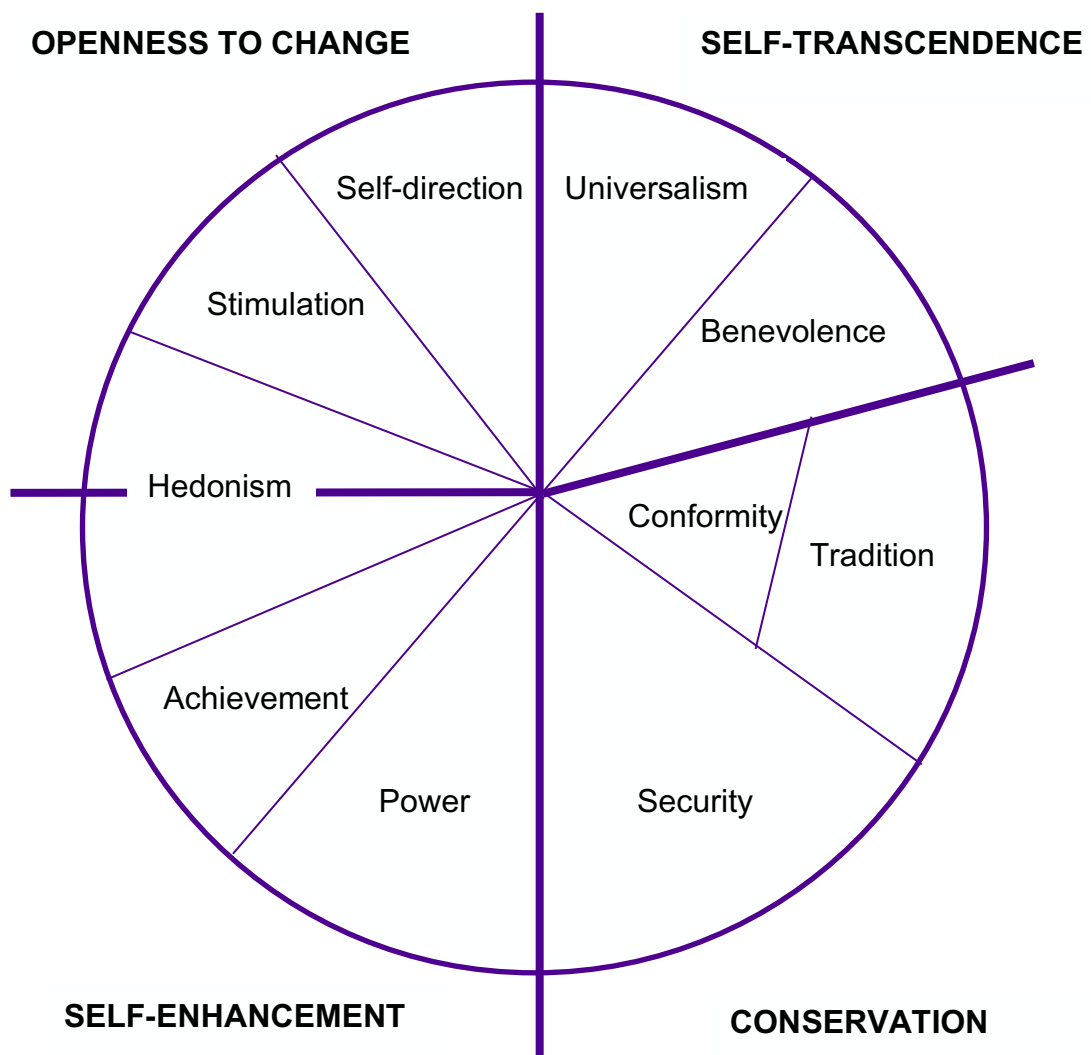 OPENNESS TO CHANGE
SELF-TRANSCENDENCE
Self-direction
Universalism
Stimulation
Benevolence
Hedonism
Conformity
Tradition
Achievement
Power
Security
SELF-ENHANCEMENT
CONSERVATION